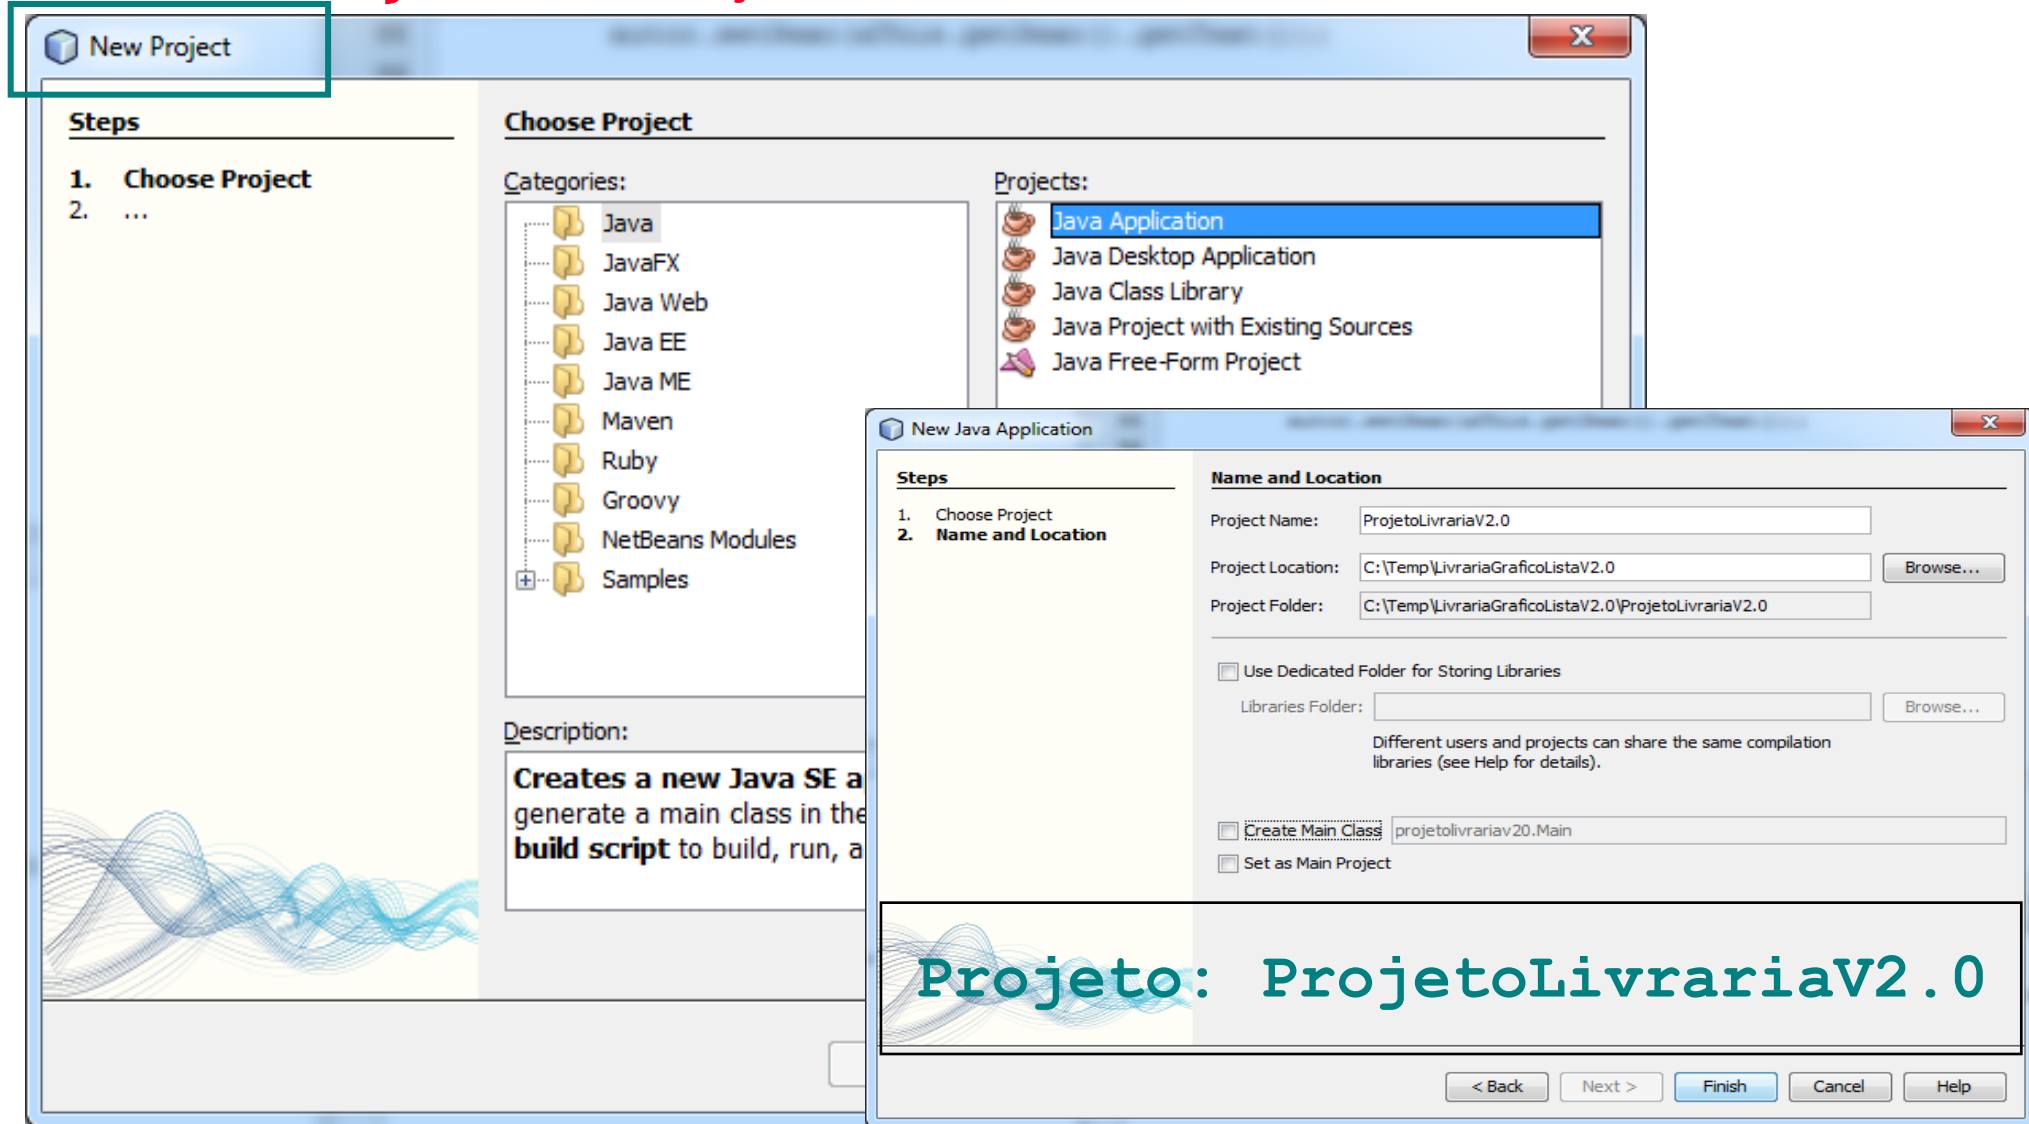 New Project
Steps
1. Choose Project
2. ...
Choose Project
Categories:
Java
JavaFX
Java Web
Java EE
Java ME
Maven
Ruby
Groovy
NetBeans Modules
Samples
Projects:
Java Application
Java Desktop Application
Java Class Library
Java Project with Existing Sources
Java Free-Form Project
Description:
Creates a new Java SE a
generate a main class in the
build script to build, run, a
New Java Application
Steps
1. Choose Project
2. Name and Location
Name and Location
Project Name: ProjetoLivrariaV2.0
Project Location: C:\Temp\LivrariaGraficoListaV2.0 Browse...
Project Folder: C:\Temp\LivrariaGraficoListaV2.0\ProjetoLivrariaV2.0
Use Dedicated Folder for Storing Libraries
Libraries Folder: Browse...
Different users and projects can share the same compilation
libraries (see Help for details).
Create Main Class projetolivrariav20.Main
Set as Main Project
Projeto: ProjetoLivrariaV2.0
< Back Next > Finish Cancel Help